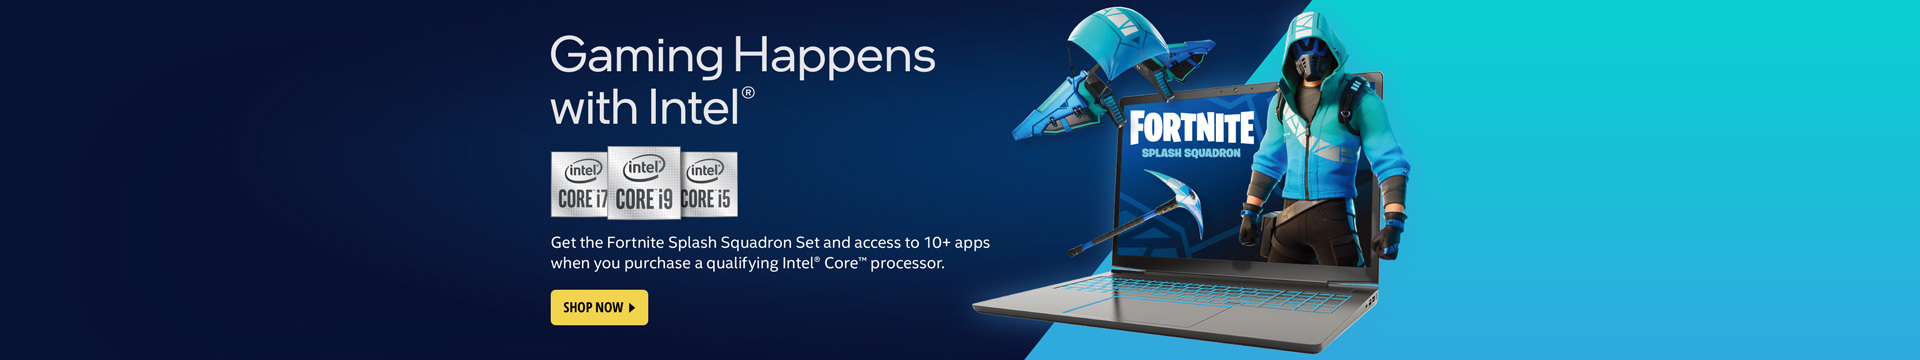 Gaming Happens
with Intel®
intel®
CORE i7
intel®
CORE i9
intel®
CORE i5
Get the Fortnite Splash Squadron Set and access to 10+ apps
when you purchase a qualifying Intel® Core™ processor.
SHOP NOW
FORTNITE
SPLASH SQUADRON